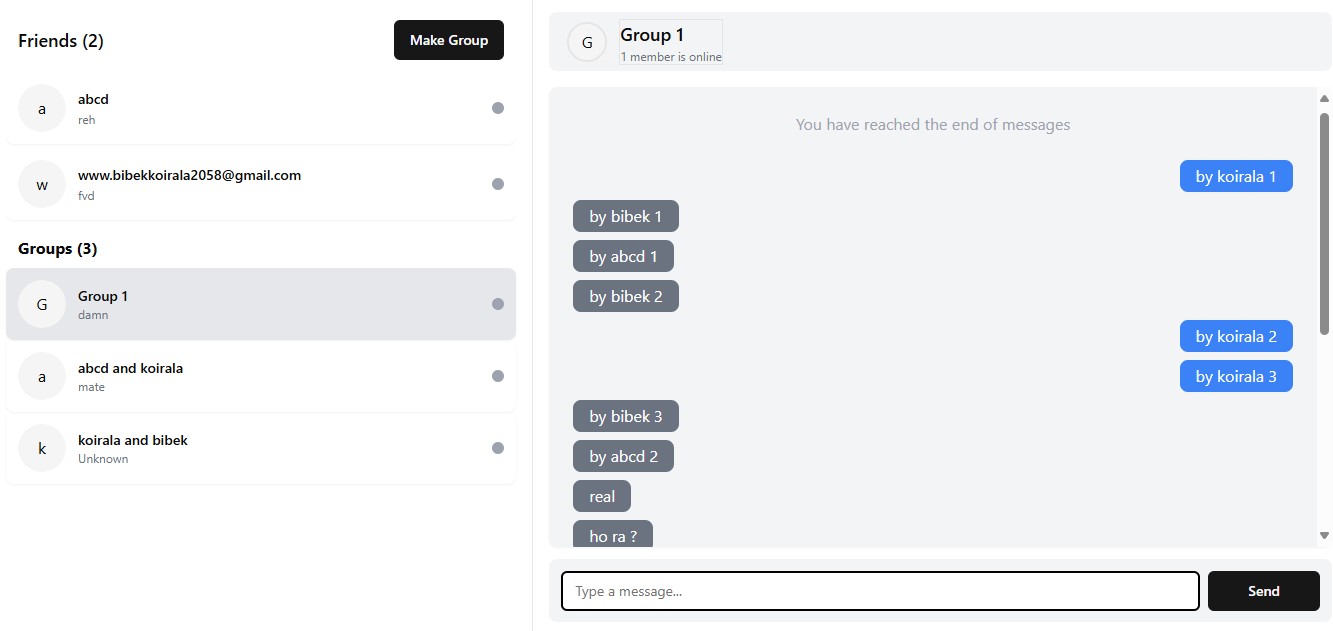 Friends (2)
Make Group
a
abcd
reh
w
www.bibekkoirala2058@gmail.com
fvd
Groups (3)
G
Group 1
damn
a
abcd and koirala
mate
k
koirala and bibek
Unknown
G
Group 1
1 member is online
You have reached the end of messages
by koirala 1
by bibek 1
by abcd 1
by bibek 2
by koirala 2
by koirala 3
by bibek 3
by abcd 2
real
ho ra ?
Type a message...
Send